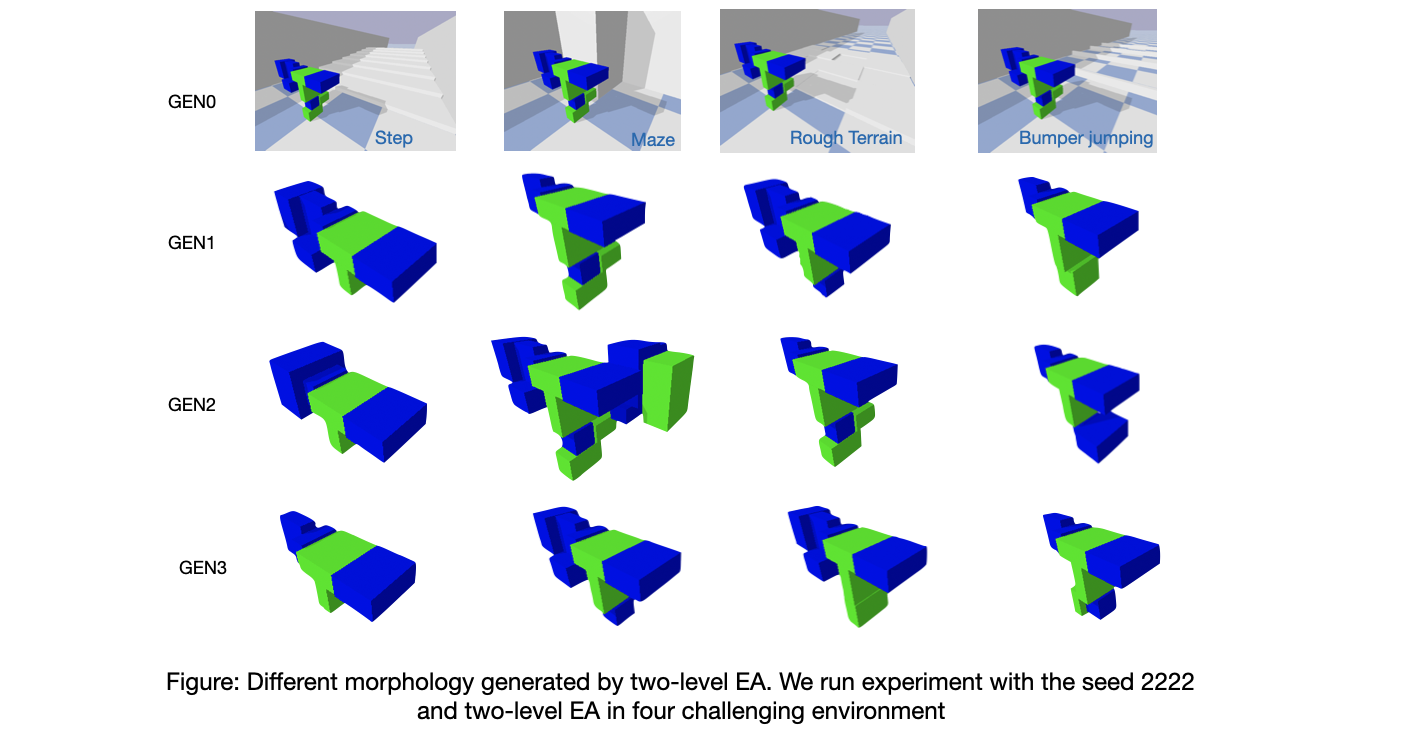 GEN0
Step
Maze
Rough Terrain
Bumper jumping
GEN1
GEN2
GEN3
Figure: Different morphology generated by two-level EA. We run experiment with the seed 2222
and two-level EA in four challenging environment